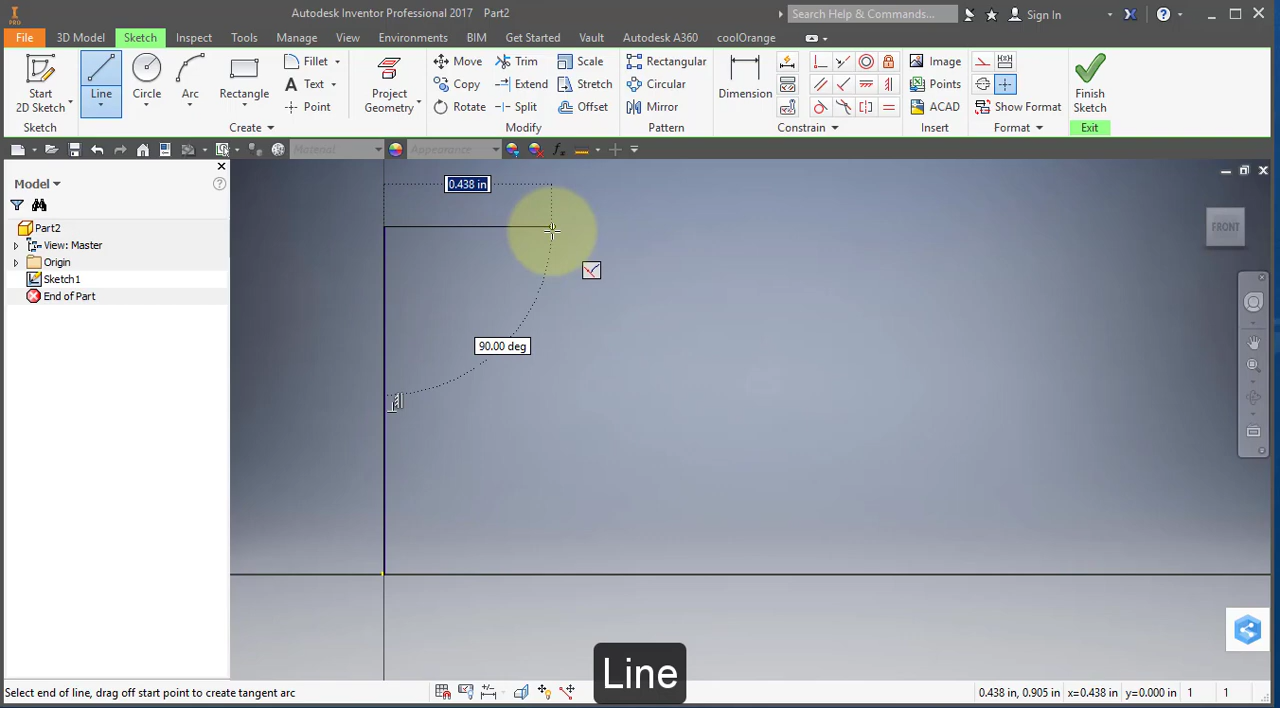 Autodesk Inventor Professional 2017 Part2
Search Help & Commands...
Sign In
PRO
File
3D Model
Sketch
Inspect
Tools
Manage
View
Environments
BIM
Get Started
Vault
Autodesk A360
coolOrange
Start
2D Sketch
Line
Circle
Arc
Rectangle
Fillet
Text
Point
Project
Geometry
Move
Copy
Rotate
Trim
Extend
Split
Scale
Stretch
Offset
Rectangular
Circular
Mirror
Dimension
Image
Points
ACAD
Show Format
Finish
Sketch
Sketch
Create
Modify
Pattern
Constrain
Insert
Format
Exit
Material
Appearance
Model
Part2
View: Master
Origin
Sketch1
End of Part
0.438 in
90.00 deg
FRONT
Line
Select end of line, drag off start point to create tangent arc
0.438 in, 0.905 in x=0.438 in y=0.000 in 1 1